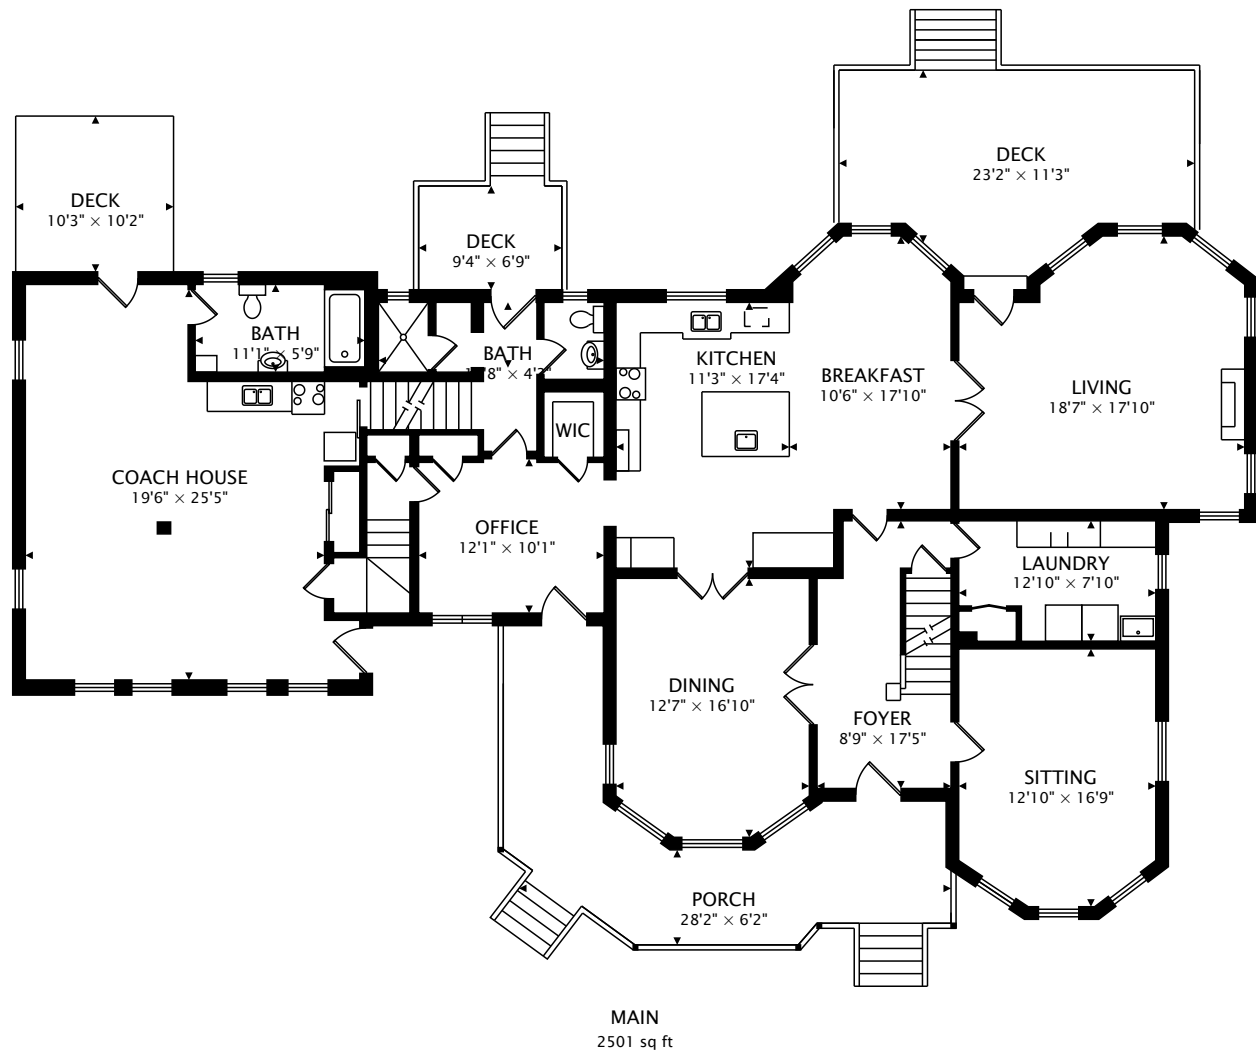 DECK
23'2" × 11'3"
DECK
10'3" × 10'2"
DECK
9'4" × 6'9"
BATH
11'1" × 5'9"
BATH
8" × 4'
KITCHEN
11'3" × 17'4"
BREAKFAST
10'6" × 17'10"
LIVING
18'7" × 17'10"
WIC
COACH HOUSE
19'6" × 25'5"
OFFICE
12'1" × 10'1"
LAUNDRY
12'10" × 7'10"
DINING
12'7" × 16'10"
FOYER
8'9" × 17'5"
SITTING
12'10" × 16'9"
PORCH
28'2" × 6'2"
MAIN
2501 sq ft